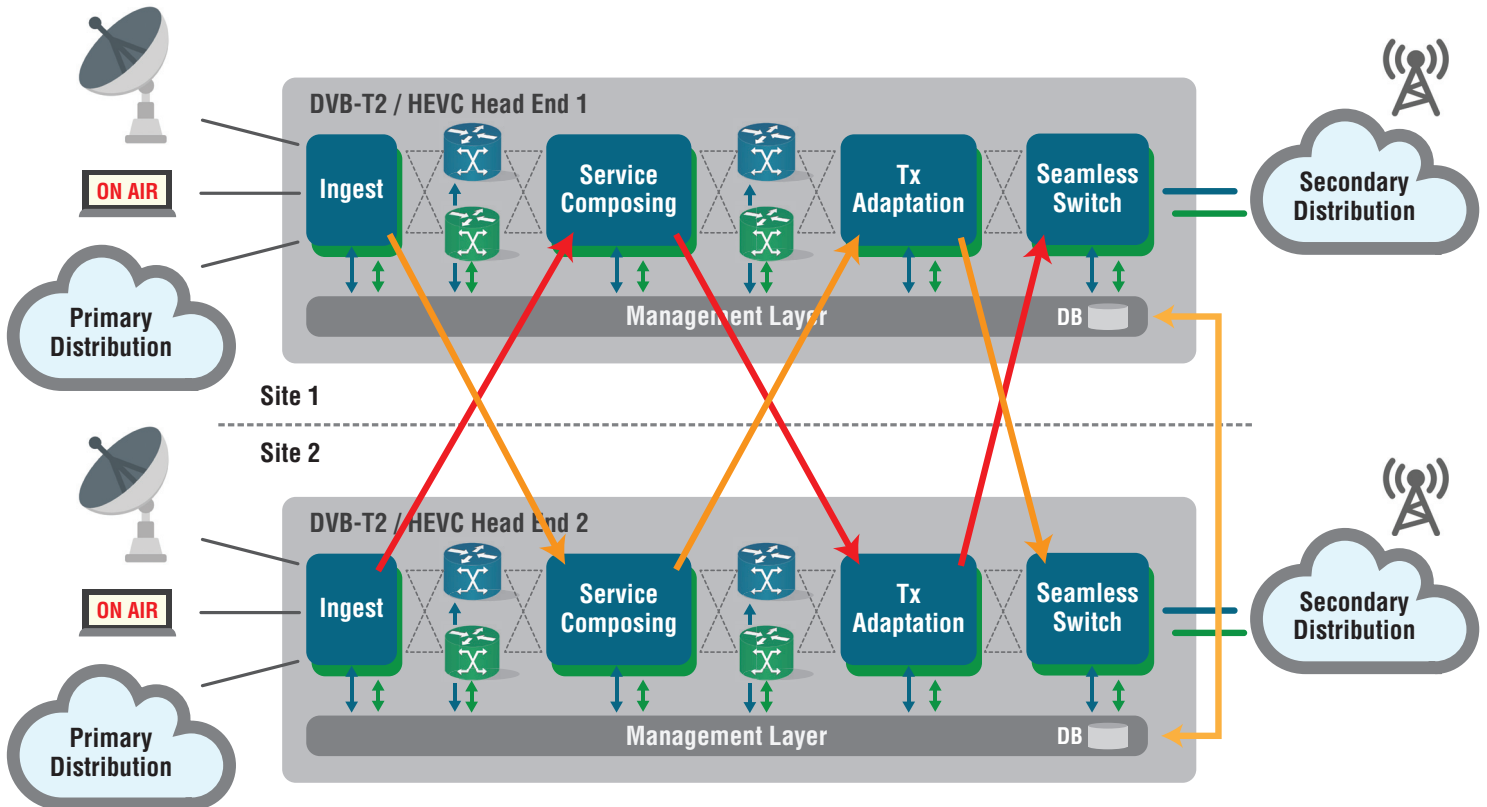 DVB-T2 / HEVC Head End 1
ON AIR
Primary
Distribution
Ingest
Service
Composing
Tx
Adaptation
Seamless
Switch
Secondary
Distribution
Management Layer
DB
Site 1
Site 2
DVB-T2 / HEVC Head End 2
ON AIR
Primary
Distribution
Ingest
Service
Composing
Tx
Adaptation
Seamless
Switch
Secondary
Distribution
Management Layer
DB